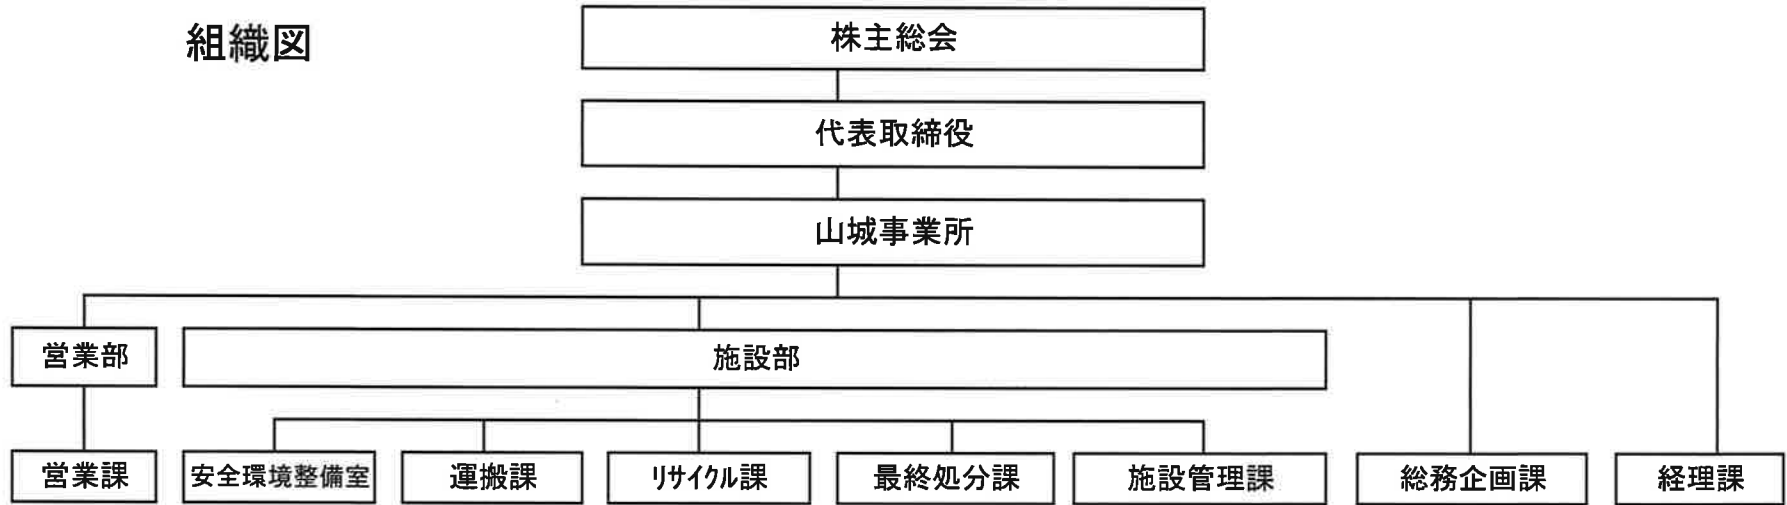 組織図
株主総会
代表取締役
山城事業所
営業部
施設部
営業課
安全環境整備室
運搬課
ﾘｻｲｸﾙ課
最終処分課
施設管理課
総務企画課
経理課